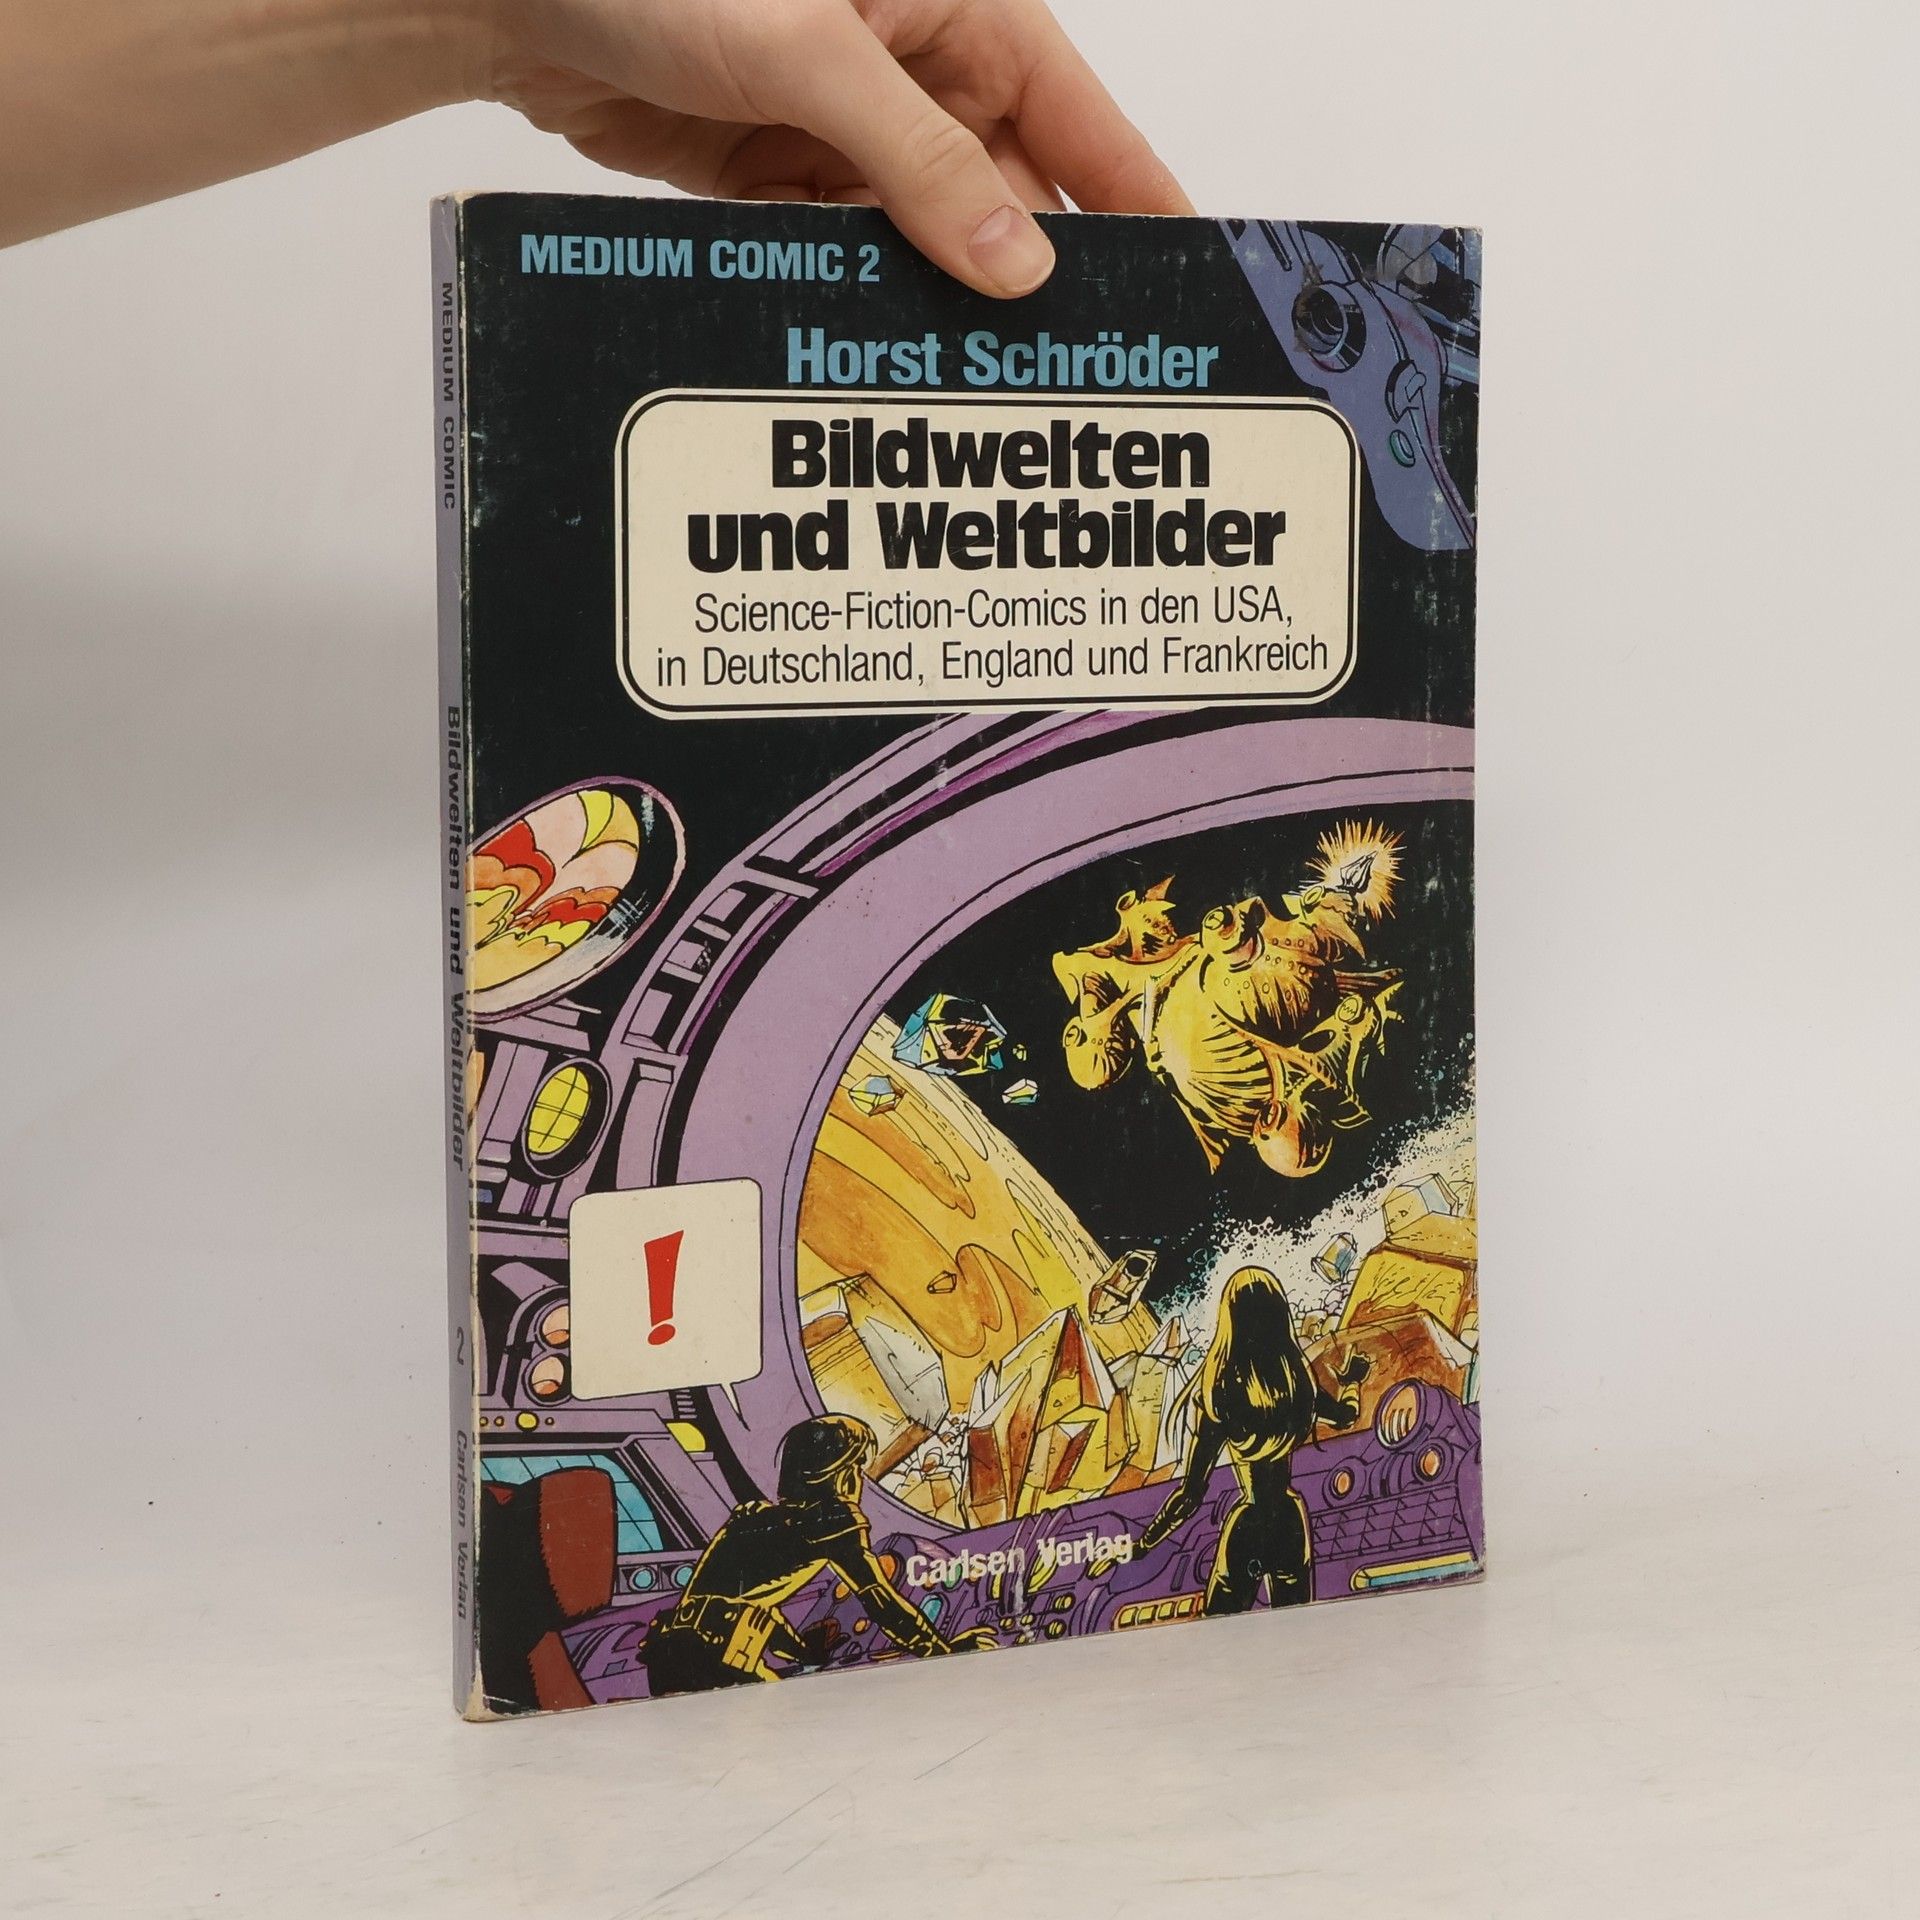 MEDIUM COMIC 2
Horst Schröder
Bildwelten
und Weltbilder
Science-Fiction-Comics in den USA,
in Deutschland, England und Frankreich
!
Carlsen Verlag
MEDIUM COMIC Bildwelten und Weltbilder 2 Carlsen Verlag